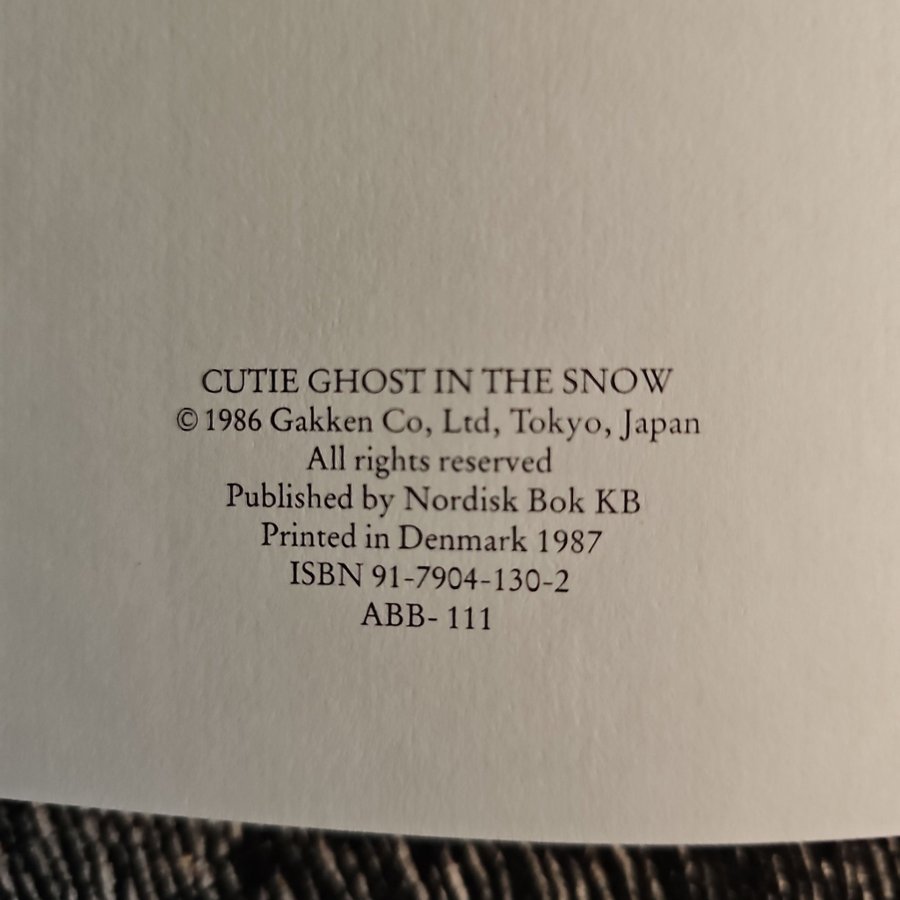 CUTIE GHOST IN THE SNOW
© 1986 Gakken Co, Ltd, Tokyo, Japan
All rights reserved
Published by Nordisk Bok KB
Printed in Denmark 1987
ISBN 91-7904-130-2
ABB- 111